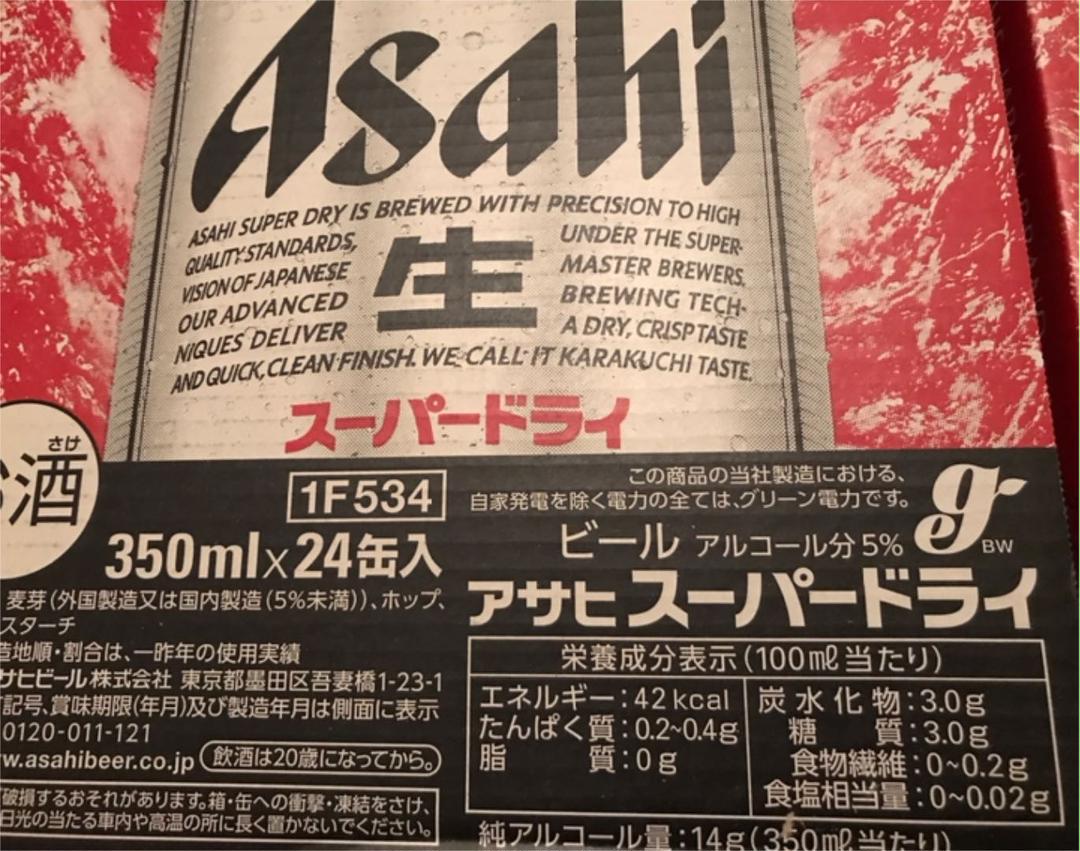 Asahi
ASAHI SUPER DRY IS BREWED WITH PRECISION TO HIGH
QUALITY STANDARDS, UNDER THE SUPER-
VISION OF JAPANESE MASTER BREWERS.
生
OUR ADVANCED BREWING TECH-
NIQUES DELIVER A DRY, CRISP TASTE
AND QUICK, CLEAN FINISH. WE CALL IT KARAKUCHI TASTE.
スーパードライ
さけ
酒
1F534
350ml×24缶入
麦芽(外国製造又は国内製造(5%未満))、ホップ、
スターチ
造地順・割合は、一昨年の使用実績
サヒビール株式会社 東京都墨田区吾妻橋1-23-1
記号、賞味期限(年月)及び製造年月は側面に表示
0120-011-121
w.asahibeer.co.jp 飲酒は20歳になってから。
破損するおそれがあります。箱・缶への衝撃・凍結をさけ、
日光の当たる車内や高温の所に長く置かないでください。
この商品の当社製造における、
自家発電を除く電力の全ては、グリーン電力です。
g
BW
ビール アルコール分5%
アサヒスーパードライ
栄養成分表示(100ml当たり)
エネルギー:42kcal
たんぱく質:0.2~0.4g
脂質:0g
炭水化物:3.0g
糖質:3.0g
食物繊維:0~0.2g
食塩相当量:0~0.02g
純アルコール量:14g(350ml当たり)